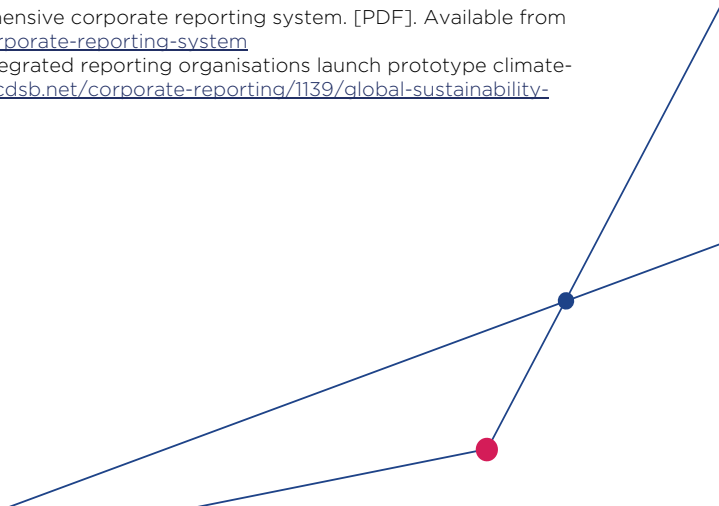 ensive corporate reporting system. [PDF]. Available from
rporate-reporting-system
egrated reporting organisations launch prototype climate-
cdsb.net/corporate-reporting/1139/global-sustainability-